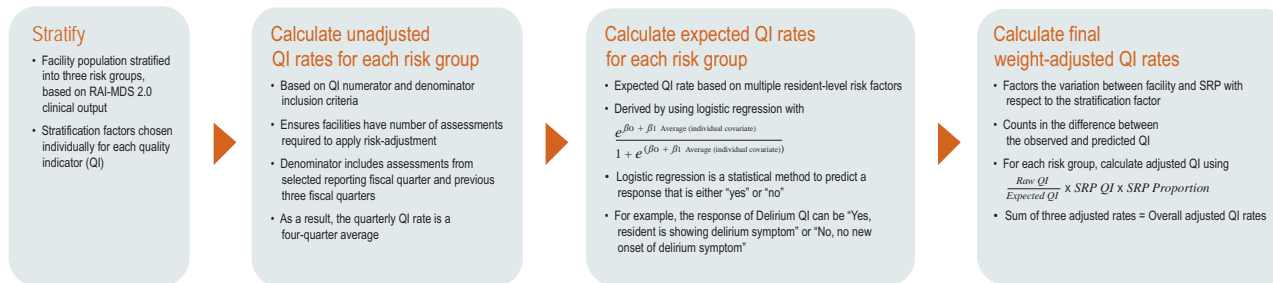 Stratify
• Facility population stratified
into three risk groups,
based on RAI-MDS 2.0
clinical output
• Stratification factors chosen
individually for each quality
indicator (QI)
Calculate unadjusted
QI rates for each risk group
• Based on QI numerator and denominator
inclusion criteria
• Ensures facilities have number of assessments
required to apply risk-adjustment
• Denominator includes assessments from
selected reporting fiscal quarter and previous
three fiscal quarters
• As a result, the quarterly QI rate is a
four-quarter average
Calculate expected QI rates
for each risk group
• Expected QI rate based on multiple resident-level risk factors
• Derived by using logistic regression with
e βo + β1 Average (individual covariate)
1 + e (βo + β1 Average (individual covariate))
• Logistic regression is a statistical method to predict a
response that is either “yes” or “no”
• For example, the response of Delirium QI can be “Yes,
resident is showing delirium symptom” or “No, no new
onset of delirium symptom”
Calculate final
weight-adjusted QI rates
• Factors the variation between facility and SRP with
respect to the stratification factor
• Counts in the difference between
the observed and predicted QI
• For each risk group, calculate adjusted QI using
Raw QI
Expected QI x SRP QI x SRP Proportion
• Sum of three adjusted rates = Overall adjusted QI rates